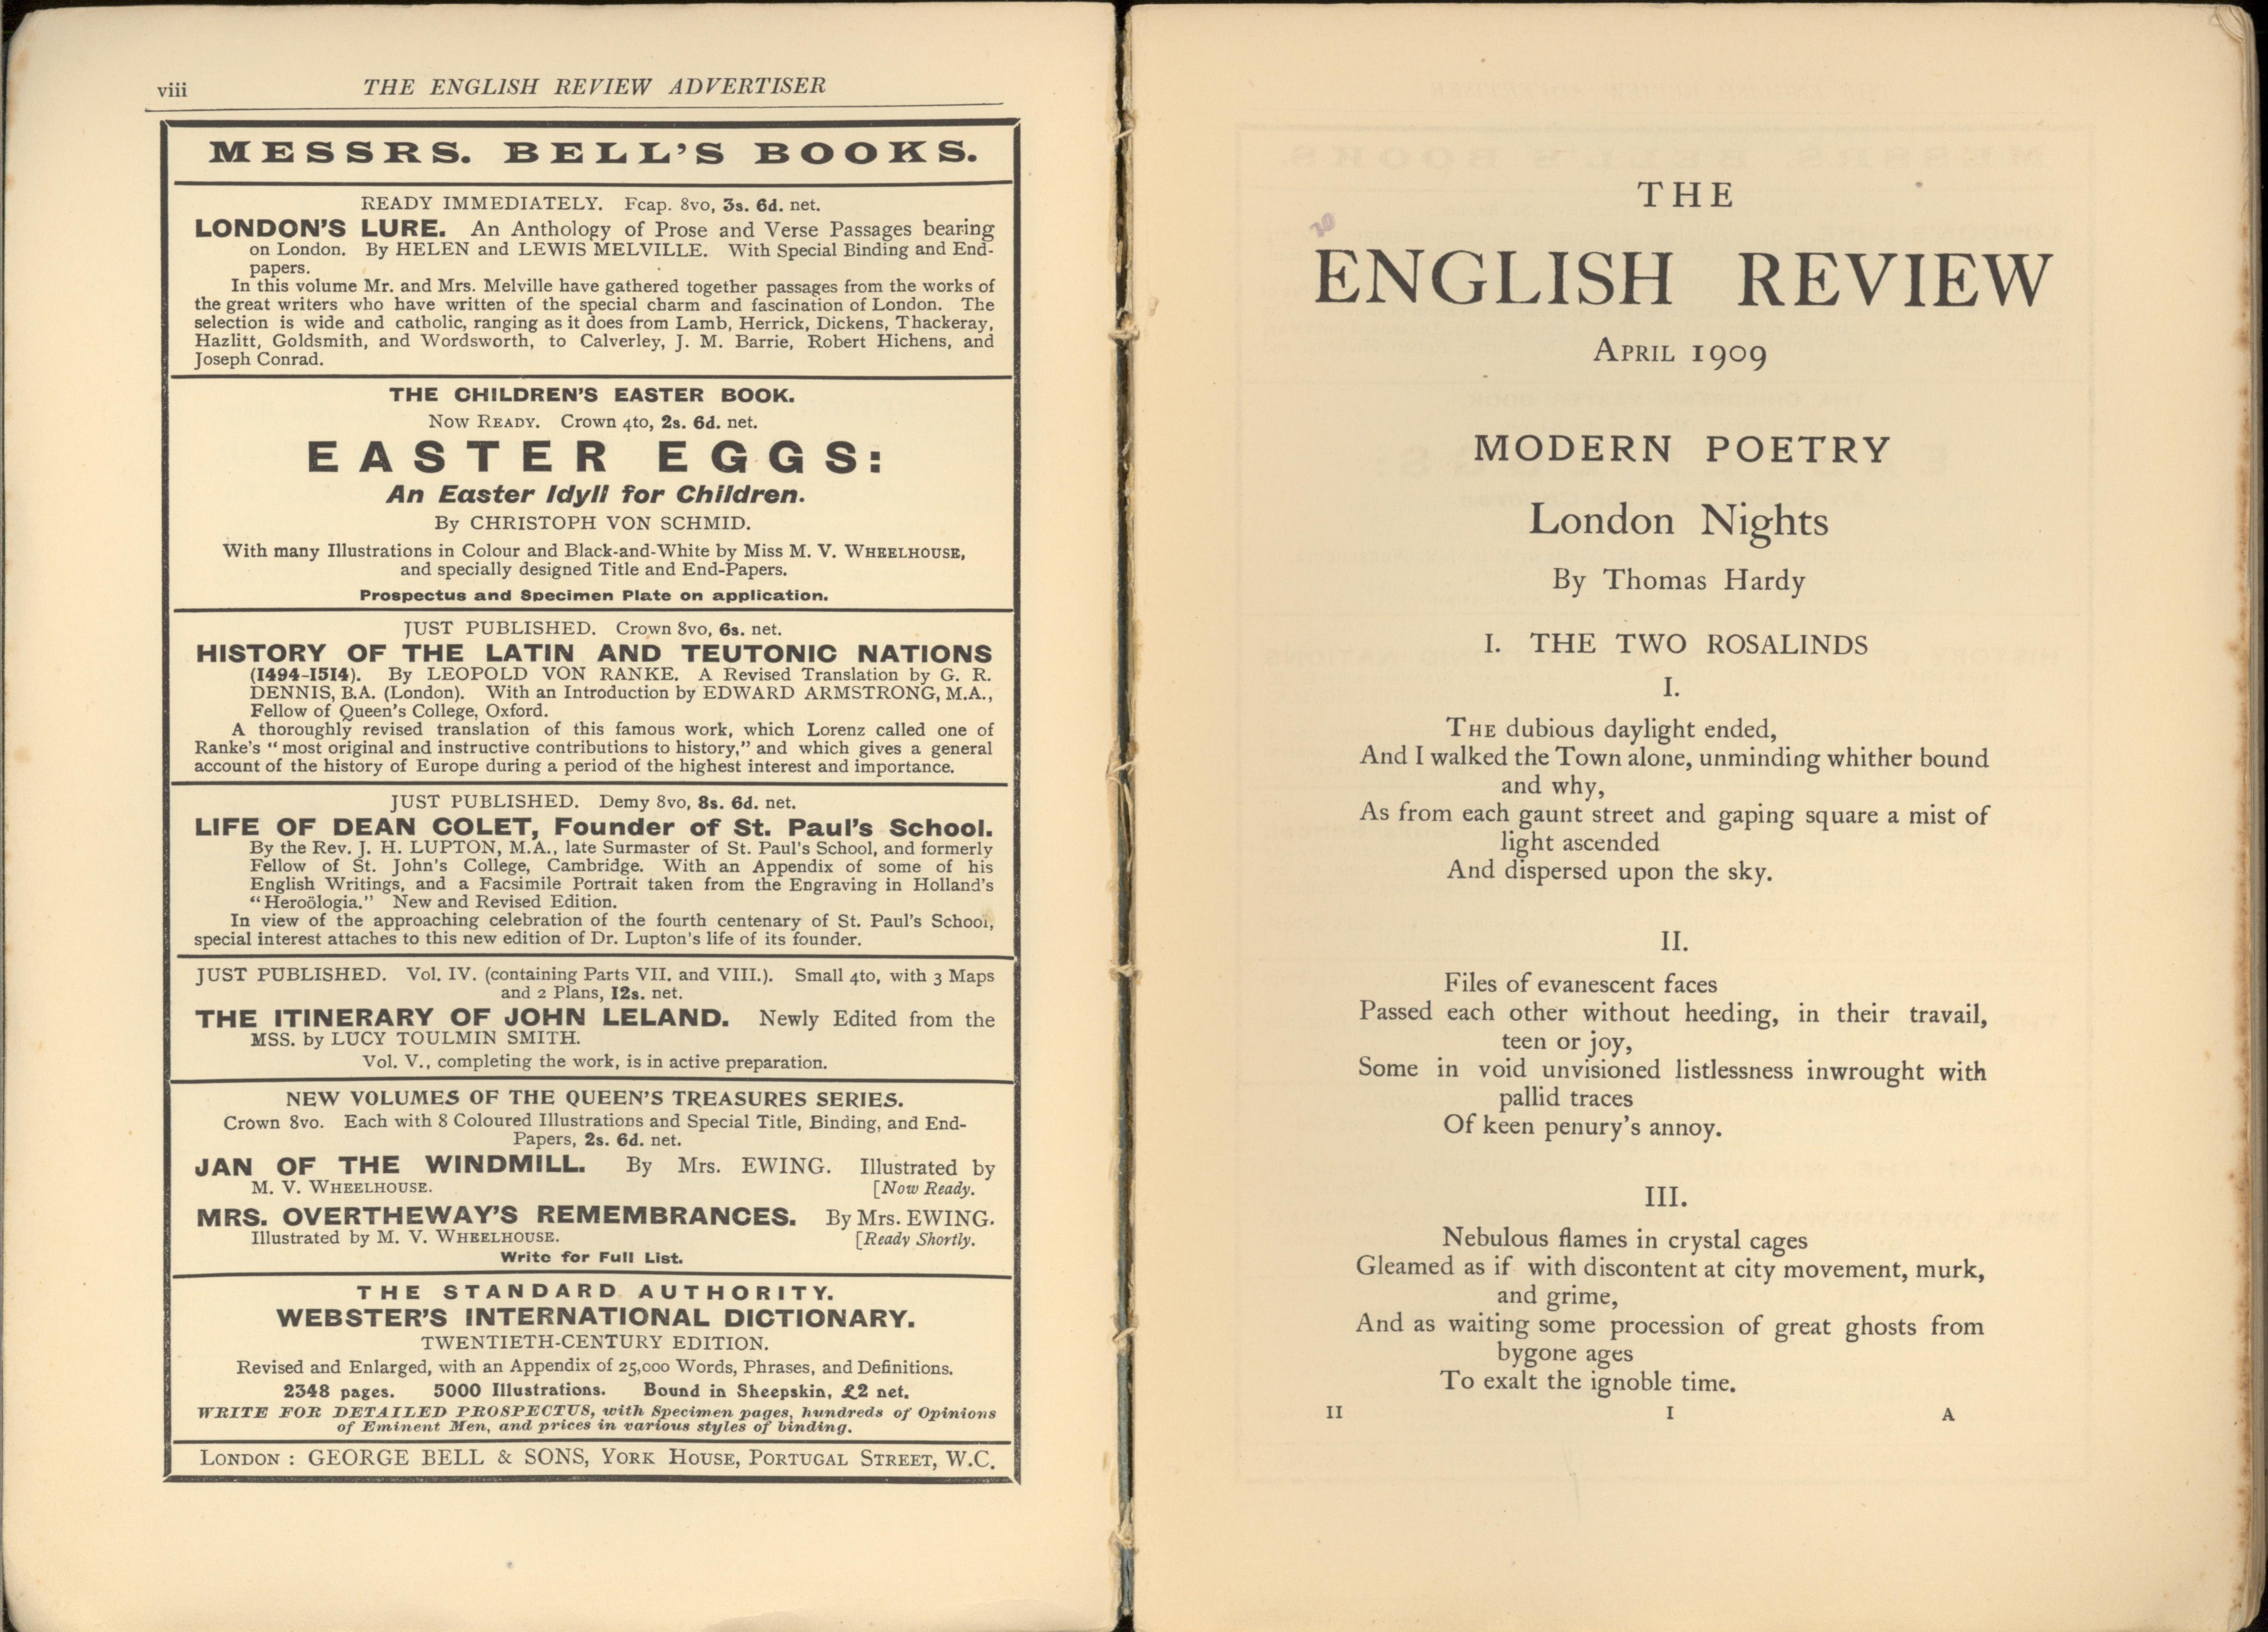 viii THE ENGLISH REVIEW ADVERTISER
MESSRS. BELL'S BOOKS.
READY IMMEDIATELY. Fcap. 8vo, 3s. 6d. net.
LONDON'S LURE. An Anthology of Prose and Verse Passages bearing
on London. By HELEN and LEWIS MELVILLE. With Special Binding and End-
papers.
In this volume Mr. and Mrs. Melville have gathered together passages from the works of
the great writers who have written of the special charm and fascination of London. The
selection is wide and catholic, ranging as it does from Lamb, Herrick, Dickens, Thackeray,
Hazlitt, Goldsmith, and Wordsworth, to Calverley, J. M. Barrie, Robert Hichens, and
Joseph Conrad.
THE CHILDREN'S EASTER BOOK.
NOW READY. Crown 4to, 2s. 6d. net.
EASTER EGGS:
An Easter Idyll for Children.
By CHRISTOPH VON SCHMID.
With many Illustrations in Colour and Black-and-White by Miss M. V. WHEELHOUSE,
and specially designed Title and End-Papers.
Prospectus and Specimen Plate on application.
JUST PUBLISHED. Crown 8vo, 6s. net.
HISTORY OF THE LATIN AND TEUTONIC NATIONS
(1494-1514). By LEOPOLD VON RANKE. A Revised Translation by G. R.
DENNIS, B.A. (London). With an Introduction by EDWARD ARMSTRONG, M.A.,
Fellow of Queen's College, Oxford.
A thoroughly revised translation of this famous work, which Lorenz called one of
Ranke's "most original and instructive contributions to history," and which gives a general
account of the history of Europe during a period of the highest interest and importance.
JUST PUBLISHED. Demy 8vo, 8s. 6d. net.
LIFE OF DEAN COLET, Founder of St. Paul's School.
By the Rev. J. H. LUPTON, M.A., late Surmaster of St. Paul's School, and formerly
Fellow of St. John's College, Cambridge. With an Appendix of some of his
English Writings, and a Facsimile Portrait taken from the Engraving in Holland's
"Heroölogia." New and Revised Edition.
In view of the approaching celebration of the fourth centenary of St. Paul's School,
special interest attaches to this new edition of Dr. Lupton's life of its founder.
JUST PUBLISHED. Vol. IV. (containing Parts VII. and VIII.). Small 4to, with 3 Maps
and 2 Plans, 12s. net.
THE ITINERARY OF JOHN LELAND. Newly Edited from the
MSS. by LUCY TOULMIN SMITH.
Vol. V., completing the work, is in active preparation.
NEW VOLUMES OF THE QUEEN'S TREASURES SERIES.
Crown 8vo. Each with 8 Coloured Illustrations and Special Title, Binding, and End-
Papers, 2s. 6d. net.
JAN OF THE WINDMILL. By Mrs. EWING. Illustrated by
M. V. WHEELHOUSE. [Now Ready.
MRS. OVERTHEWAY'S REMEMBRANCES. By Mrs. EWING.
Illustrated by M. V. WHEELHOUSE. [Ready Shortly.
Write for Full List.
THE STANDARD AUTHORITY.
WEBSTER'S INTERNATIONAL DICTIONARY.
TWENTIETH-CENTURY EDITION.
Revised and Enlarged, with an Appendix of 25,000 Words, Phrases, and Definitions.
2348 pages. 5000 Illustrations. Bound in Sheepskin, £2 net.
WRITE FOR DETAILED PROSPECTUS, with Specimen pages, hundreds of Opinions
of Eminent Men, and prices in various styles of binding.
LONDON: GEORGE BELL & SONS, YORK HOUSE, PORTUGAL STREET, W.C.
THE
ENGLISH REVIEW
APRIL 1909
MODERN POETRY
London Nights
By Thomas Hardy
I. THE TWO ROSALINDS
I.
THE dubious daylight ended,
And I walked the Town alone, unminding whither bound
and why,
As from each gaunt street and gaping square a mist of
light ascended
And dispersed upon the sky.
II.
Files of evanescent faces
Passed each other without heeding, in their travail,
teen or joy,
Some in void unvisioned listlessness inwrought with
pallid traces
Of keen penury's annoy.
III.
Nebulous flames in crystal cages
Gleamed as if with discontent at city movement, murk,
and grime,
And as waiting some procession of great ghosts from
bygone ages
To exalt the ignoble time.
II I A